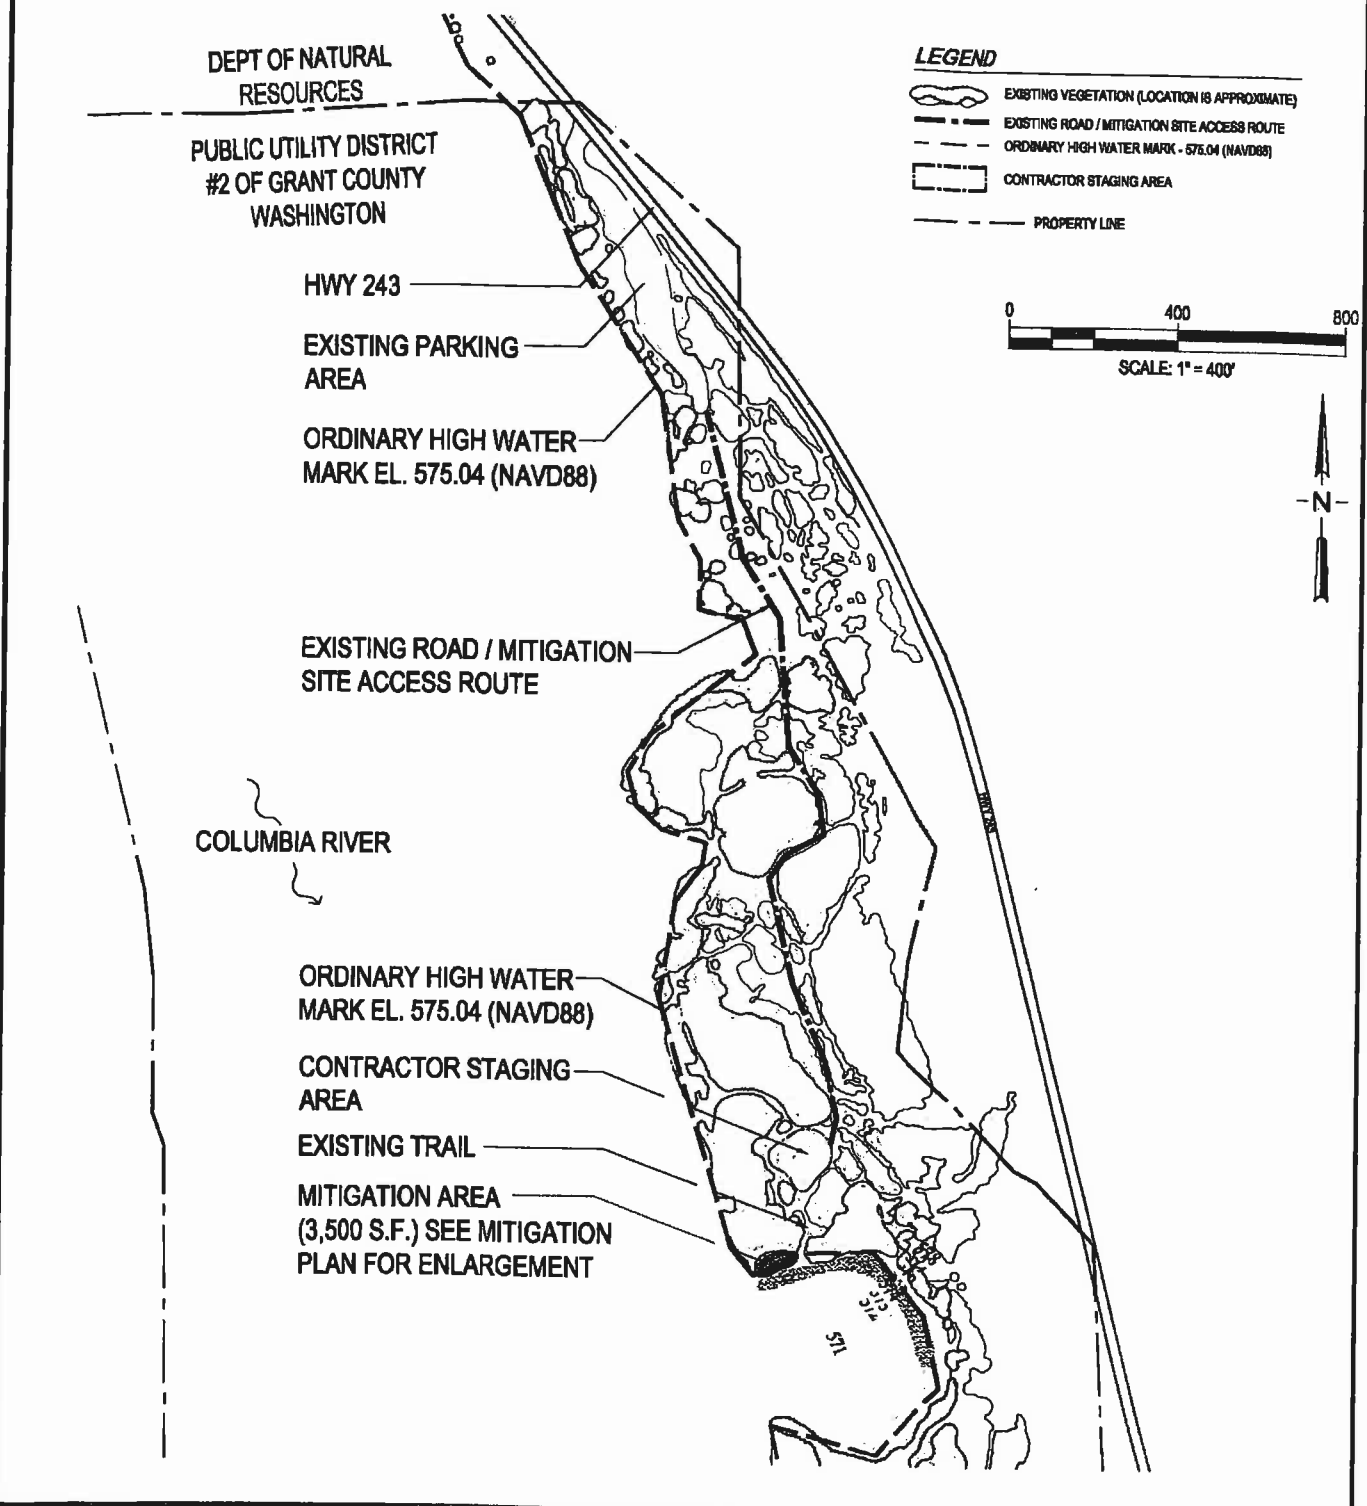 DEPT OF NATURAL
RESOURCES
PUBLIC UTILITY DISTRICT
#2 OF GRANT COUNTY
WASHINGTON
HWY 243
EXISTING PARKING
AREA
ORDINARY HIGH WATER
MARK EL. 575.04 (NAVD88)
EXISTING ROAD / MITIGATION
SITE ACCESS ROUTE
COLUMBIA RIVER
ORDINARY HIGH WATER
MARK EL. 575.04 (NAVD88)
CONTRACTOR STAGING
AREA
EXISTING TRAIL
MITIGATION AREA
(3,500 S.F.) SEE MITIGATION
PLAN FOR ENLARGEMENT
LEGEND
EXISTING VEGETATION (LOCATION IS APPROXIMATE)
EXISTING ROAD / MITIGATION SITE ACCESS ROUTE
ORDINARY HIGH WATER MARK - 575.04 (NAVD88)
CONTRACTOR STAGING AREA
PROPERTY LINE
0 400 800
SCALE: 1" = 400'
N
HWY 243
571